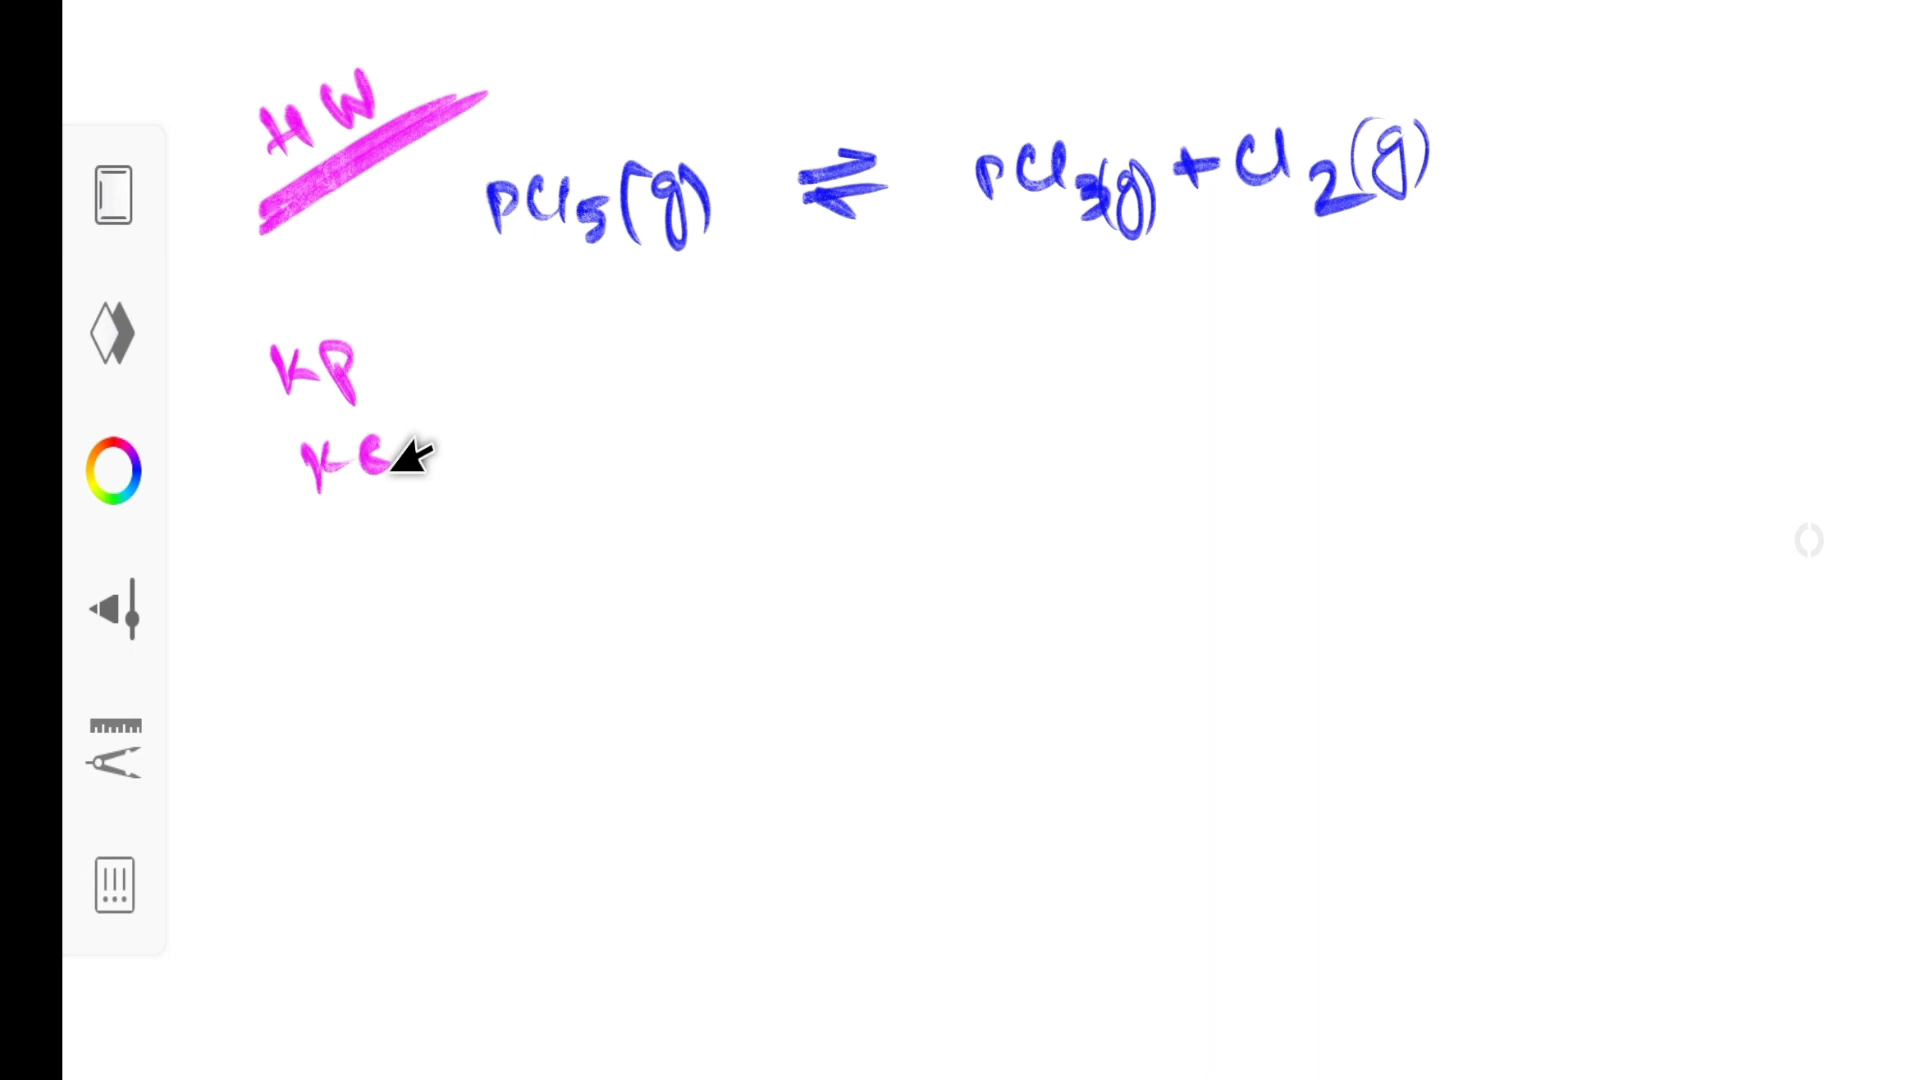 HW
PCl5(g) ⇌ PCl3(g) + Cl2(g)
KP
KC